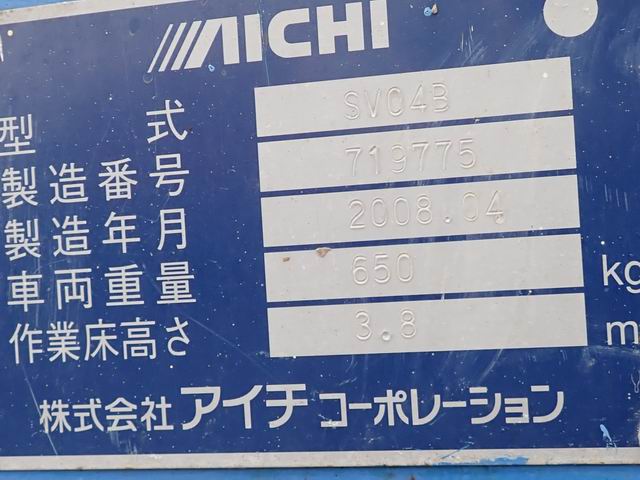 AICHI
型式 SV04B
製造番号 719775
製造年月 2008.04
車両重量 650 kg
作業床高さ 3.8 m
株式会社アイチコーポレーション